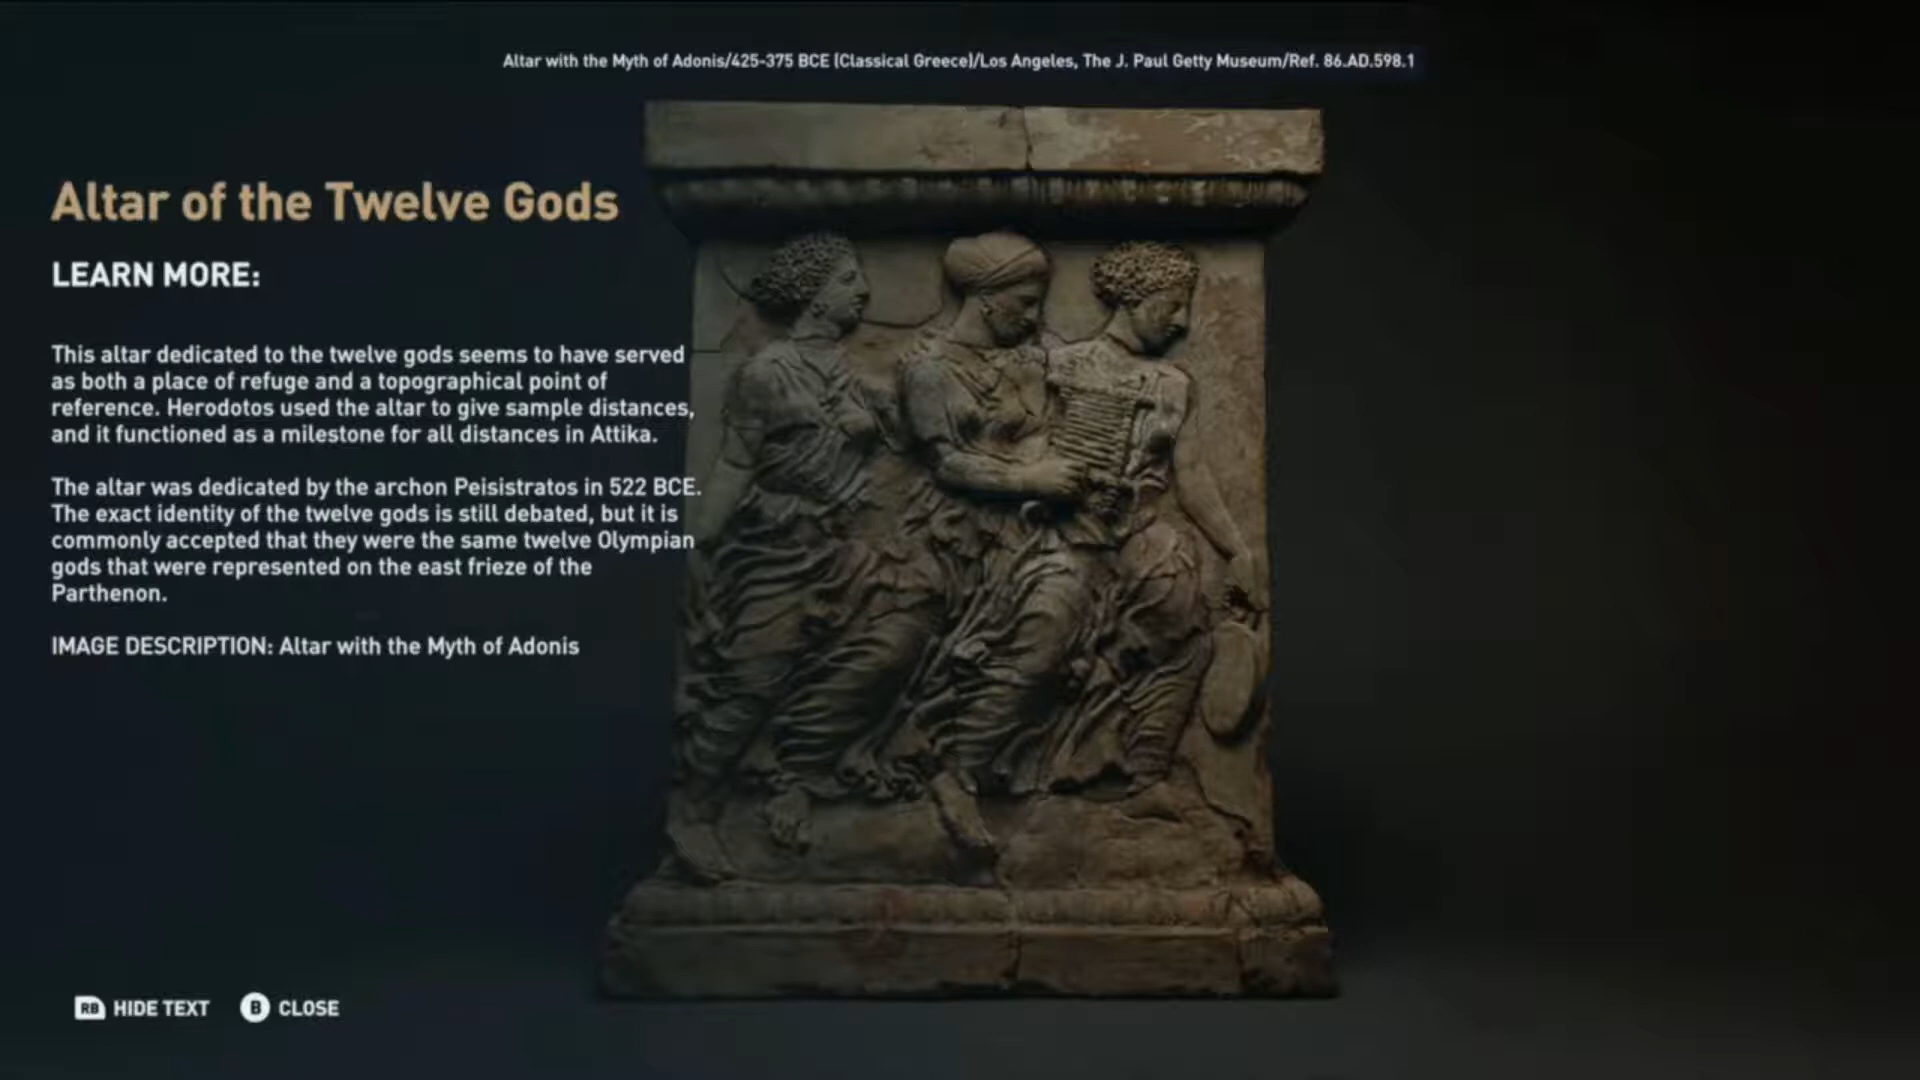 Altar with the Myth of Adonis/425-375 BCE (Classical Greece)/Los Angeles, The J. Paul Getty Museum/Ref. 86.AD.598.1
Altar of the Twelve Gods
LEARN MORE:
This altar dedicated to the twelve gods seems to have served
as both a place of refuge and a topographical point of
reference. Herodotos used the altar to give sample distances,
and it functioned as a milestone for all distances in Attika.
The altar was dedicated by the archon Peisistratos in 522 BCE.
The exact identity of the twelve gods is still debated, but it is
commonly accepted that they were the same twelve Olympian
gods that were represented on the east frieze of the
Parthenon.
IMAGE DESCRIPTION: Altar with the Myth of Adonis
RB HIDE TEXT B CLOSE